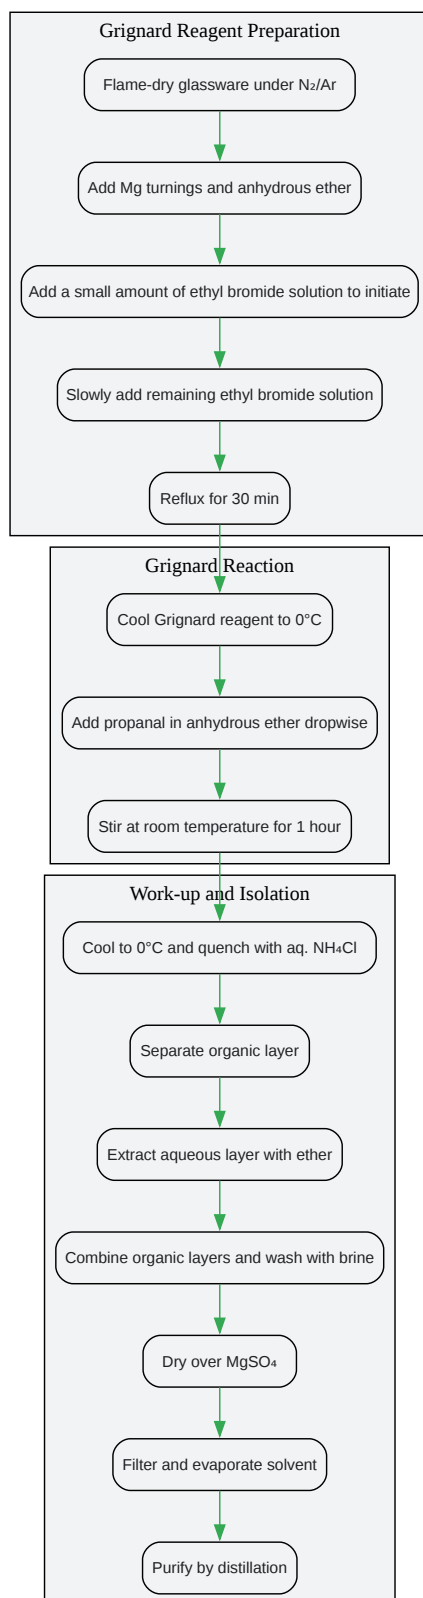 Grignard Reagent Preparation
Flame-dry glassware under N₂/Ar
Add Mg turnings and anhydrous ether
Add a small amount of ethyl bromide solution to initiate
Slowly add remaining ethyl bromide solution
Reflux for 30 min
Grignard Reaction
Cool Grignard reagent to 0°C
Add propanal in anhydrous ether dropwise
Stir at room temperature for 1 hour
Work-up and Isolation
Cool to 0°C and quench with aq. NH₄Cl
Separate organic layer
Extract aqueous layer with ether
Combine organic layers and wash with brine
Dry over MgSO₄
Filter and evaporate solvent
Purify by distillation